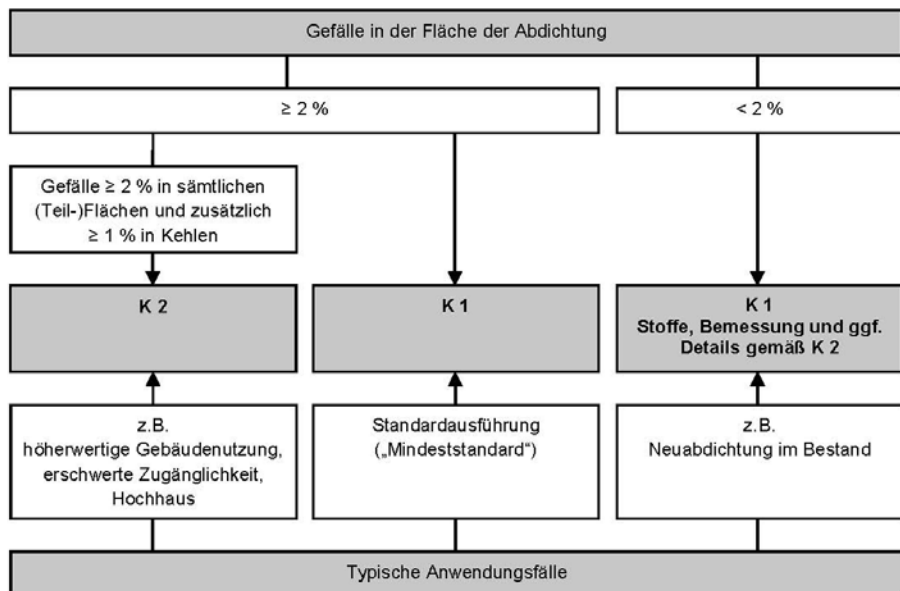 Gefälle in der Fläche der Abdichtung
≥ 2 %
< 2 %
Gefälle ≥ 2 % in sämtlichen
(Teil-)Flächen und zusätzlich
≥ 1 % in Kehlen
K 2
K 1
K 1
Stoffe, Bemessung und ggf.
Details gemäß K 2
z.B.
höherwertige Gebäudenutzung,
erschwerte Zugänglichkeit,
Hochhaus
Standardausführung
(„Mindeststandard“)
z.B.
Neuabdichtung im Bestand
Typische Anwendungsfälle